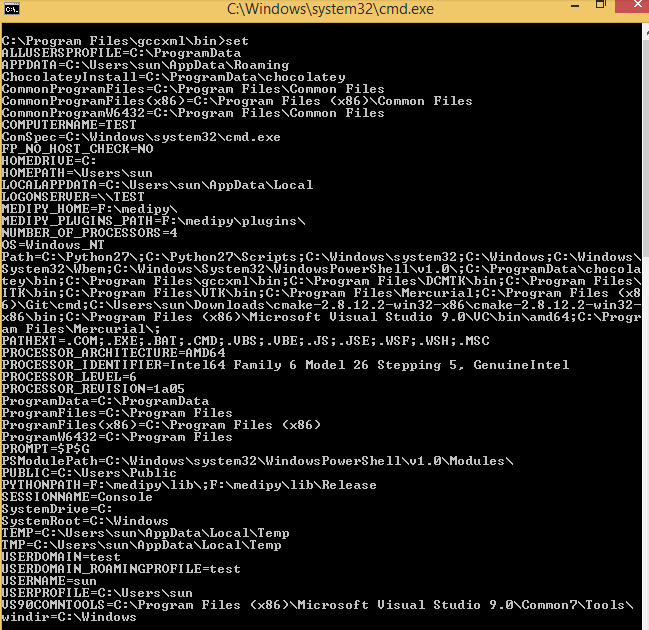 C:\Windows\system32\cmd.exe
C:\Program Files\gccxml\bin>set
ALLUSERSPROFILE=C:\ProgramData
APPDATA=C:\Users\sun\AppData\Roaming
ChocolateyInstall=C:\ProgramData\chocolatey
CommonProgramFiles=C:\Program Files\Common Files
CommonProgramFiles(x86)=C:\Program Files (x86)\Common Files
CommonProgramW6432=C:\Program Files\Common Files
COMPUTERNAME=TEST
ComSpec=C:\Windows\system32\cmd.exe
FP_NO_HOST_CHECK=NO
HOMEDRIVE=C:
HOMEPATH=\Users\sun
LOCALAPPDATA=C:\Users\sun\AppData\Local
LOGONSERVER=\\TEST
MEDIPY_HOME=F:\medipy\
MEDIPY_PLUGINS_PATH=F:\medipy\plugins\
NUMBER_OF_PROCESSORS=4
OS=Windows_NT
Path=C:\Python27\;C:\Python27\Scripts;C:\Windows\system32;C:\Windows;C:\Windows\
System32\Wbem;C:\Windows\System32\WindowsPowerShell\v1.0\;C:\ProgramData\chocola
tey\bin;C:\Program Files\gccxml\bin;C:\Program Files\DCMTK\bin;C:\Program Files\
ITK\bin;C:\Program Files\VTK\bin;C:\Program Files\Mercurial;C:\Program Files (x8
6)\Git\cmd;C:\Users\sun\Downloads\cmake-2.8.12.2-win32-x86\cmake-2.8.12.2-win32-
x86\bin;C:\Program Files (x86)\Microsoft Visual Studio 9.0\VC\bin\amd64;C:\Progr
am Files\Mercurial\;
PATHEXT=.COM;.EXE;.BAT;.CMD;.VBS;.VBE;.JS;.JSE;.WSF;.WSH;.MSC
PROCESSOR_ARCHITECTURE=AMD64
PROCESSOR_IDENTIFIER=Intel64 Family 6 Model 26 Stepping 5, GenuineIntel
PROCESSOR_LEVEL=6
PROCESSOR_REVISION=1a05
ProgramData=C:\ProgramData
ProgramFiles=C:\Program Files
ProgramFiles(x86)=C:\Program Files (x86)
ProgramW6432=C:\Program Files
PROMPT=$P$G
PSModulePath=C:\Windows\system32\WindowsPowerShell\v1.0\Modules\
PUBLIC=C:\Users\Public
PYTHONPATH=F:\medipy\lib\;F:\medipy\lib\Release
SESSIONNAME=Console
SystemDrive=C:
SystemRoot=C:\Windows
TEMP=C:\Users\sun\AppData\Local\Temp
TMP=C:\Users\sun\AppData\Local\Temp
USERDOMAIN=test
USERDOMAIN_ROAMINGPROFILE=test
USERNAME=sun
USERPROFILE=C:\Users\sun
VS90COMNTOOLS=C:\Program Files (x86)\Microsoft Visual Studio 9.0\Common7\Tools\
windir=C:\Windows